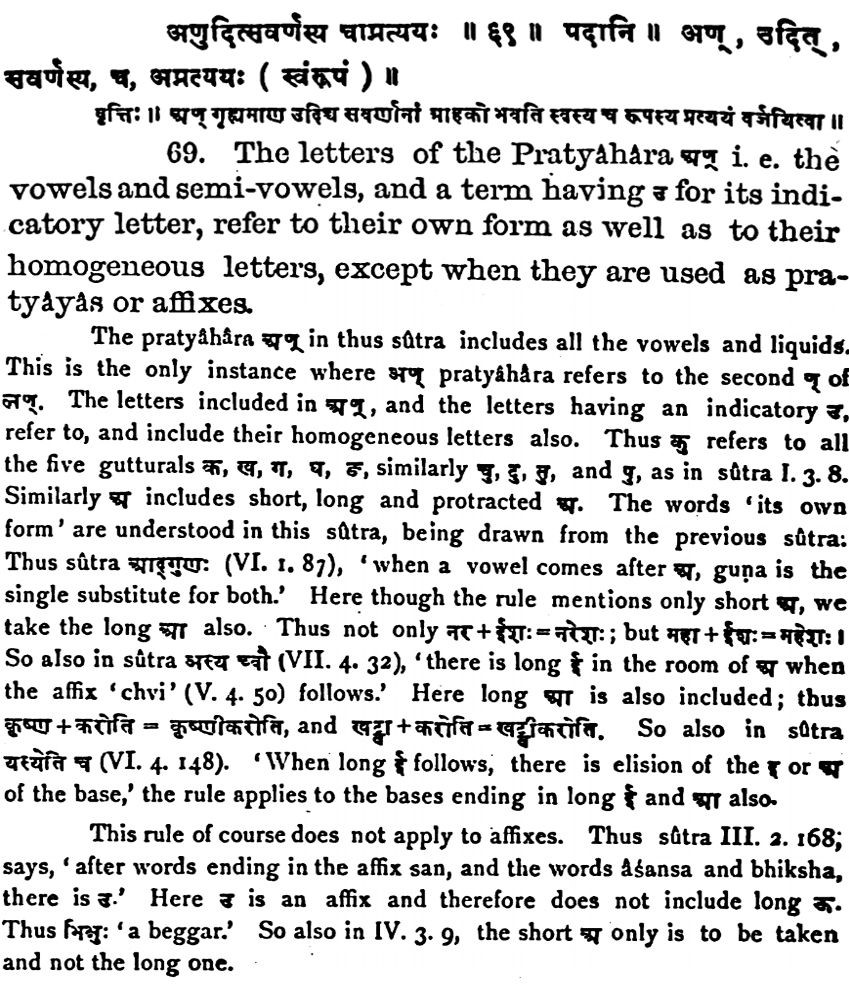 अणुदित्सवर्णस्य चाप्रत्ययः ॥ ६९ ॥ पदानि ॥ अण् , उदित् ,
सवर्णस्य, च, अप्रत्ययः ( स्वंरूपं ) ॥
वृत्तिः ॥ अण् गृह्यमाण उदिच्च सवर्णानां ग्राहको भवति स्वस्य च रूपस्य प्रत्ययं वर्जयित्वा ॥
69. The letters of the Pratyâhâra अण् i. e. the
vowels and semi-vowels, and a term having उ for its indi-
catory letter, refer to their own form as well as to their
homogeneous letters, except when they are used as pra-
tyâyâs or affixes.
The pratyâhâra अण् in thus sûtra includes all the vowels and liquids.
This is the only instance where अण् pratyâhâra refers to the second ण् of
लण्. The letters included in अण्, and the letters having an indicatory उ,
refer to, and include their homogeneous letters also. Thus कु refers to all
the five gutturals क, ख, ग, घ, ङ, similarly चु, टु, तु, and पु, as in sûtra I. 3. 8.
Similarly अ includes short, long and protracted अ. The words ‘its own
form’ are understood in this sûtra, being drawn from the previous sûtra:
Thus sûtra आद्गुणः (VI. 1. 87), ‘when a vowel comes after अ, guṇa is the
single substitute for both.’ Here though the rule mentions only short अ, we
take the long आ also. Thus not only नर + ईशः = नरेशः ; but महा + ईशः = महेशः ।
So also in sûtra अस्य च्वौ (VII. 4. 32), ‘there is long ई in the room of अ when
the affix ‘chvi’ (V. 4. 50) follows.’ Here long आ is also included; thus
कृष्ण + करोति = कृष्णीकरोति, and खट्वा + करोति = खट्वीकरोति. So also in sûtra
यस्येति च (VI. 4. 148). ‘When long ई follows, there is elision of the इ or अ
of the base,’ the rule applies to the bases ending in long ई and आ also.
This rule of course does not apply to affixes. Thus sûtra III. 2. 168;
says, ‘after words ending in the affix san, and the words âśansa and bhiksha,
there is उ.’ Here उ is an affix and therefore does not include long ऊ.
Thus भिक्षुः ‘a beggar.’ So also in IV. 3. 9, the short अ only is to be taken
and not the long one.